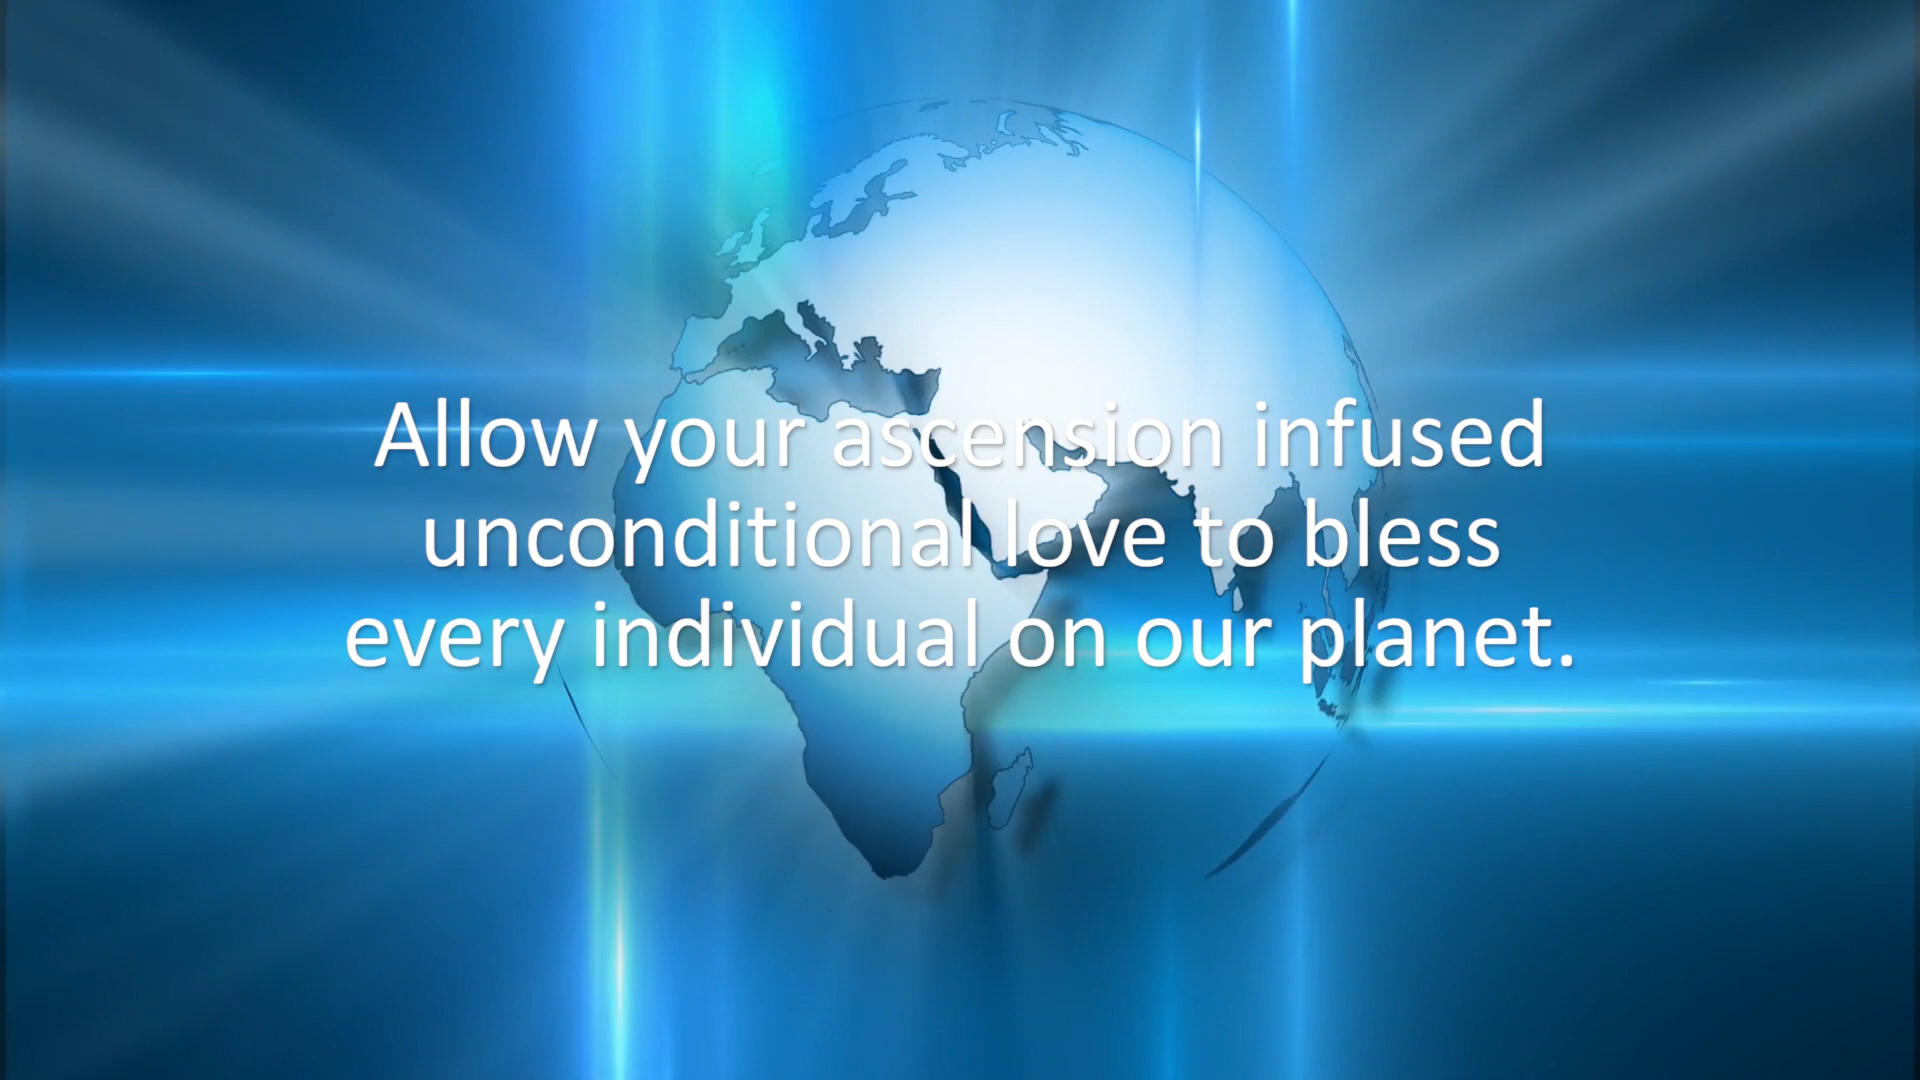 Allow your ascension infused
unconditional love to bless
every individual on our planet.